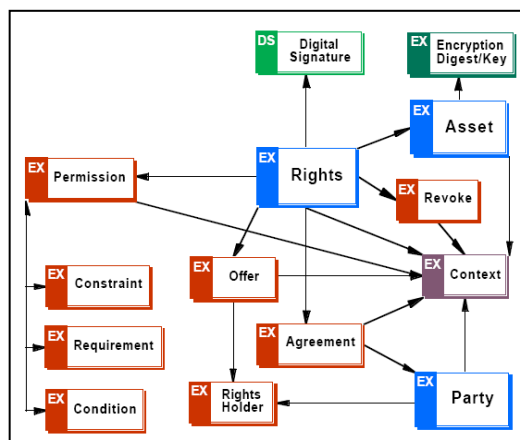 DS
Digital
Signature
EX
Encryption
Digest/Key
EX
Asset
EX
Permission
EX
Rights
EX
Revoke
EX
Constraint
EX
Offer
EX
Context
EX
Requirement
EX
Agreement
EX
Condition
EX
Rights
Holder
EX
Party